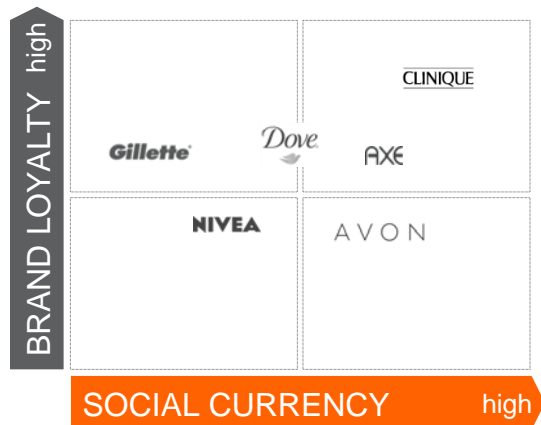 BRAND LOYALTY high
CLINIQUE
Gillette
Dove
AXE
NIVEA
AVON
SOCIAL CURRENCY high